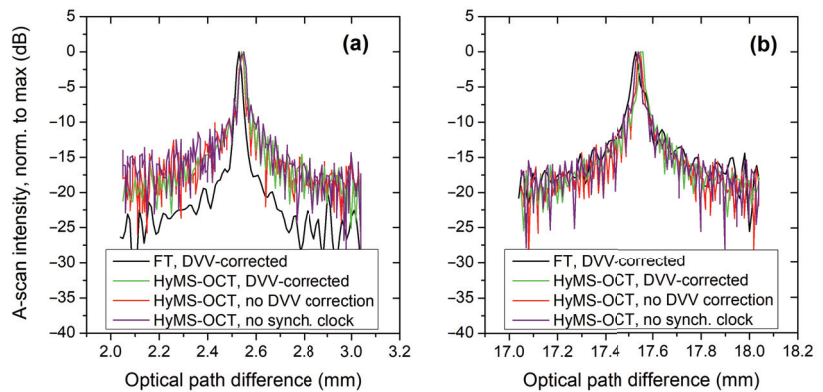 A-scan intensity, norm. to max (dB)
5
0
−5
−10
−15
−20
−25
−30
−35
−40
(a)
FT, DVV-corrected
HyMS-OCT, DVV-corrected
HyMS-OCT, no DVV correction
HyMS-OCT, no synch. clock
2.0 2.2 2.4 2.6 2.8 3.0 3.2
Optical path difference (mm)
5
0
−5
−10
−15
−20
−25
−30
−35
−40
(b)
FT, DVV-corrected
HyMS-OCT, DVV-corrected
HyMS-OCT, no DVV correction
HyMS-OCT, no synch. clock
17.0 17.2 17.4 17.6 17.8 18.0 18.2
Optical path difference (mm)